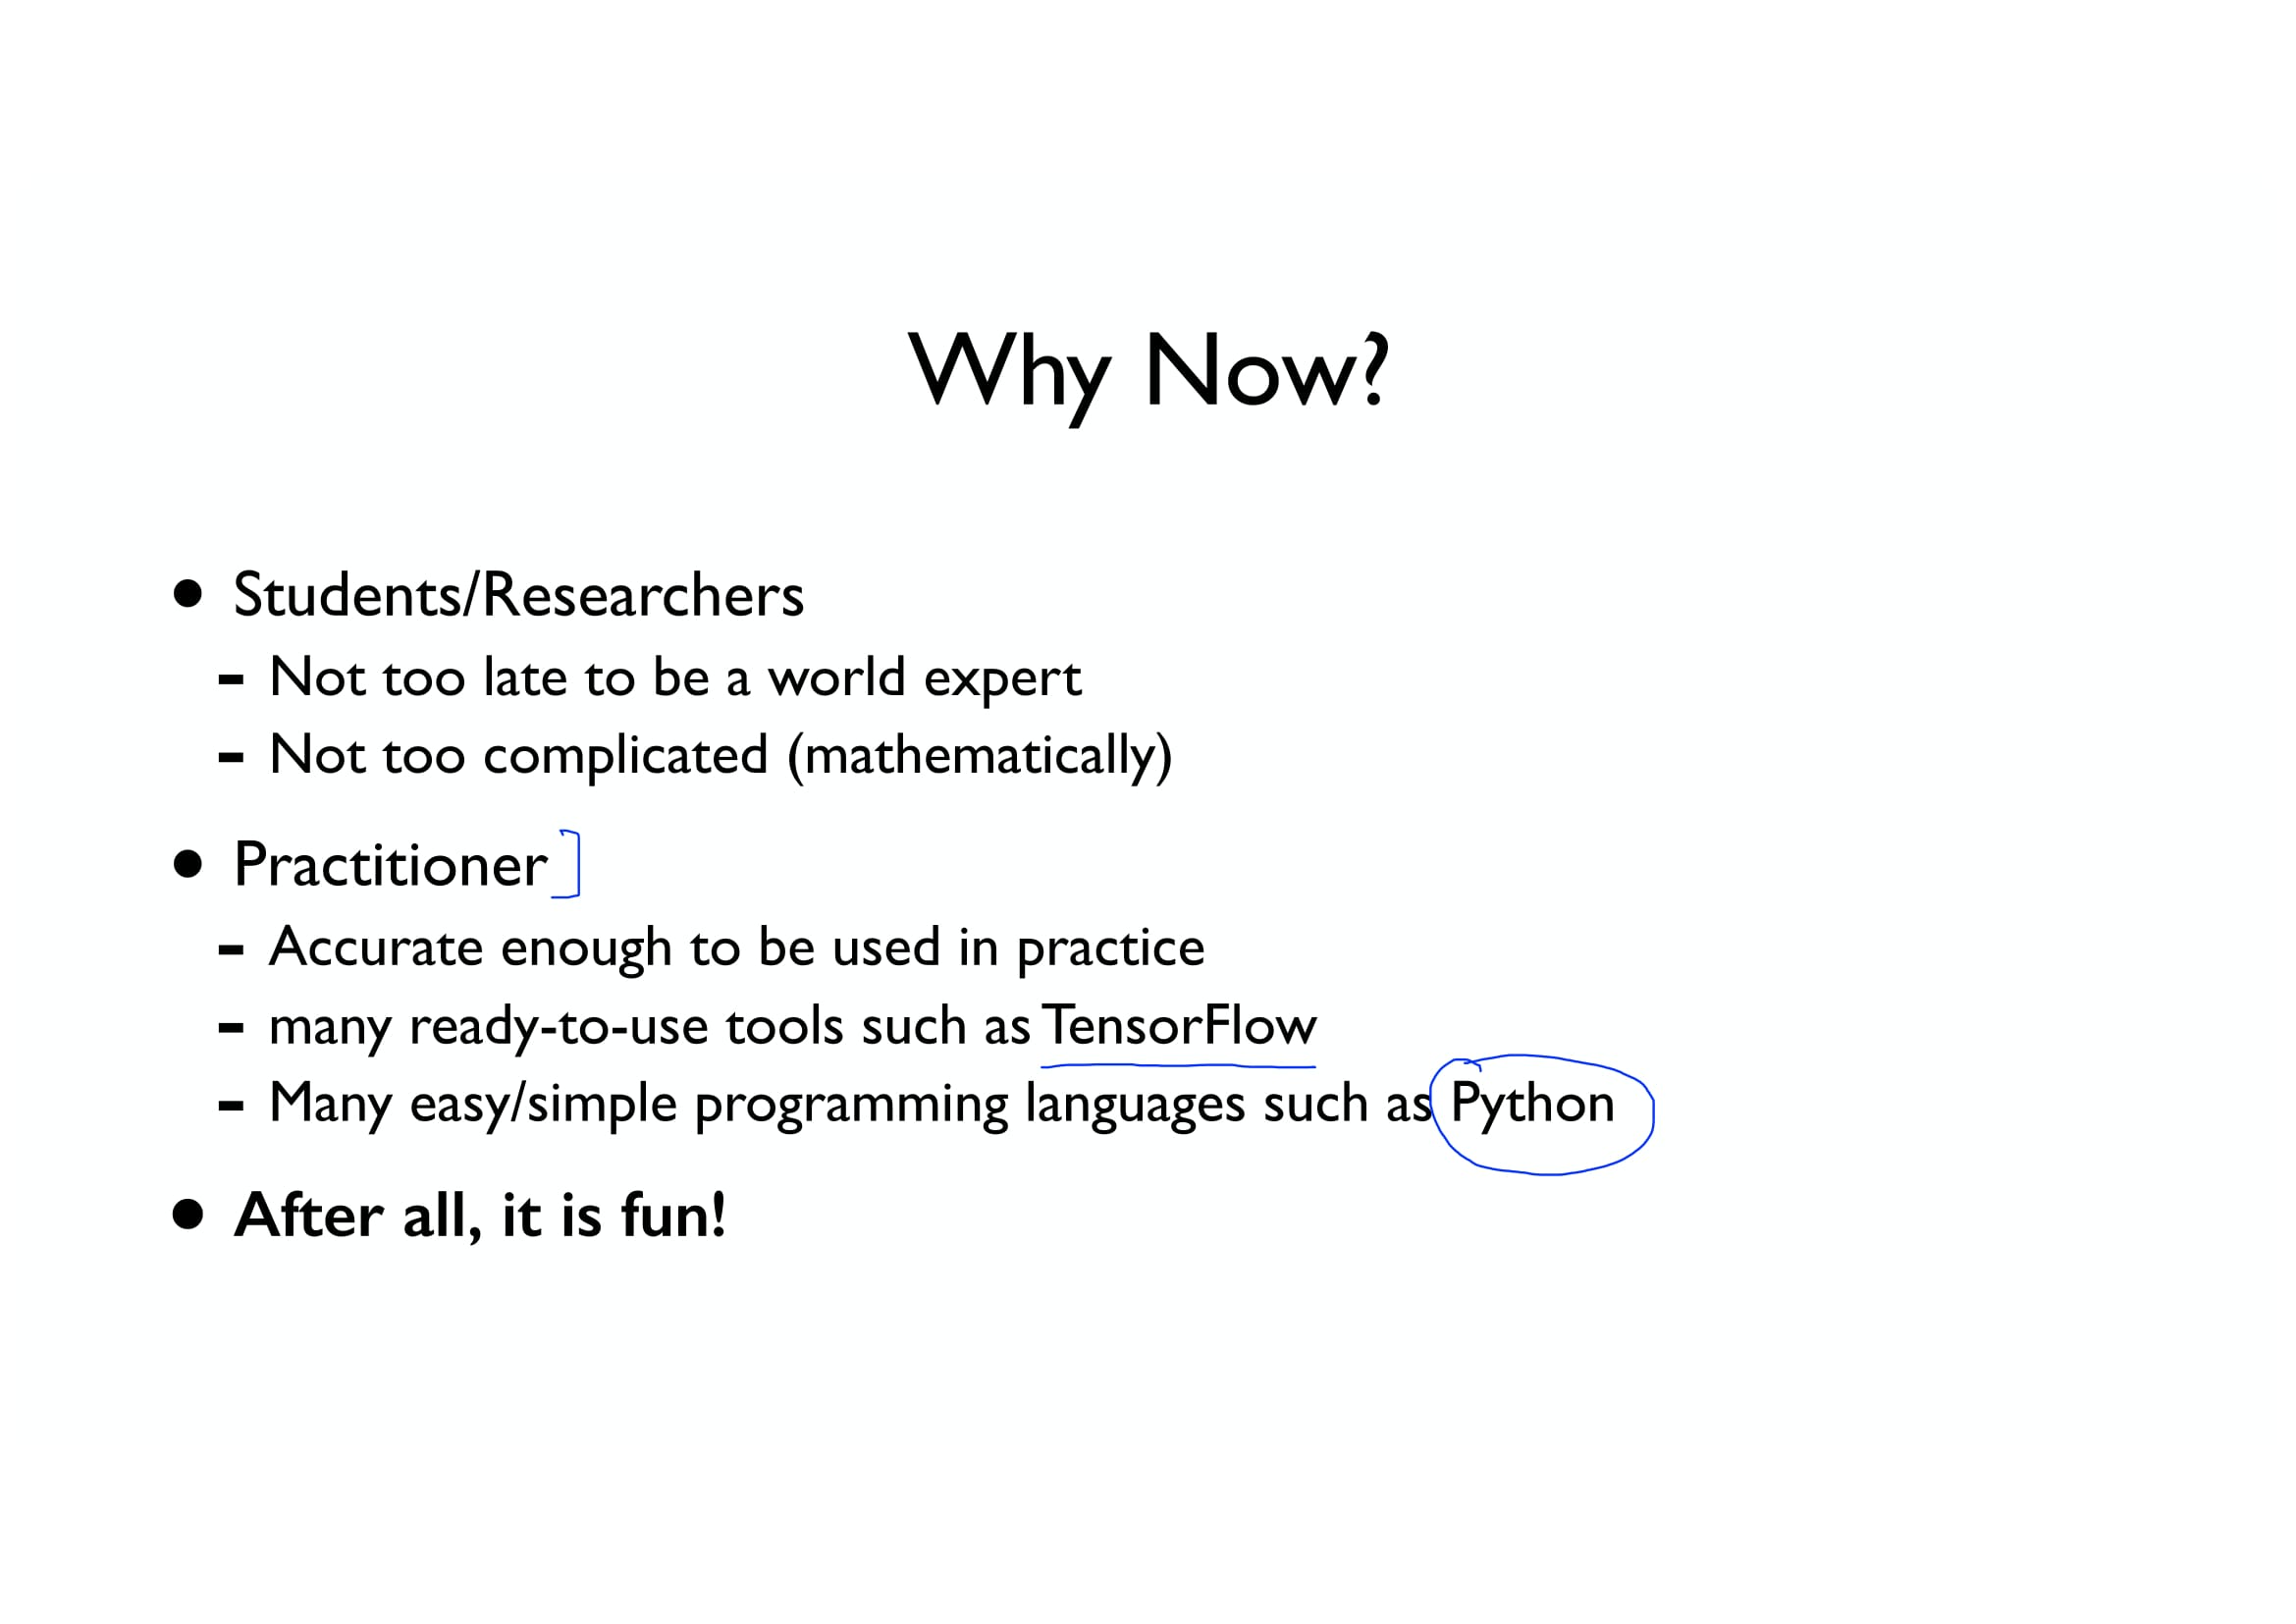 Why Now?
● Students/Researchers
- Not too late to be a world expert
- Not too complicated (mathematically)
● Practitioner
- Accurate enough to be used in practice
- many ready-to-use tools such as TensorFlow
- Many easy/simple programming languages such as Python
● After all, it is fun!